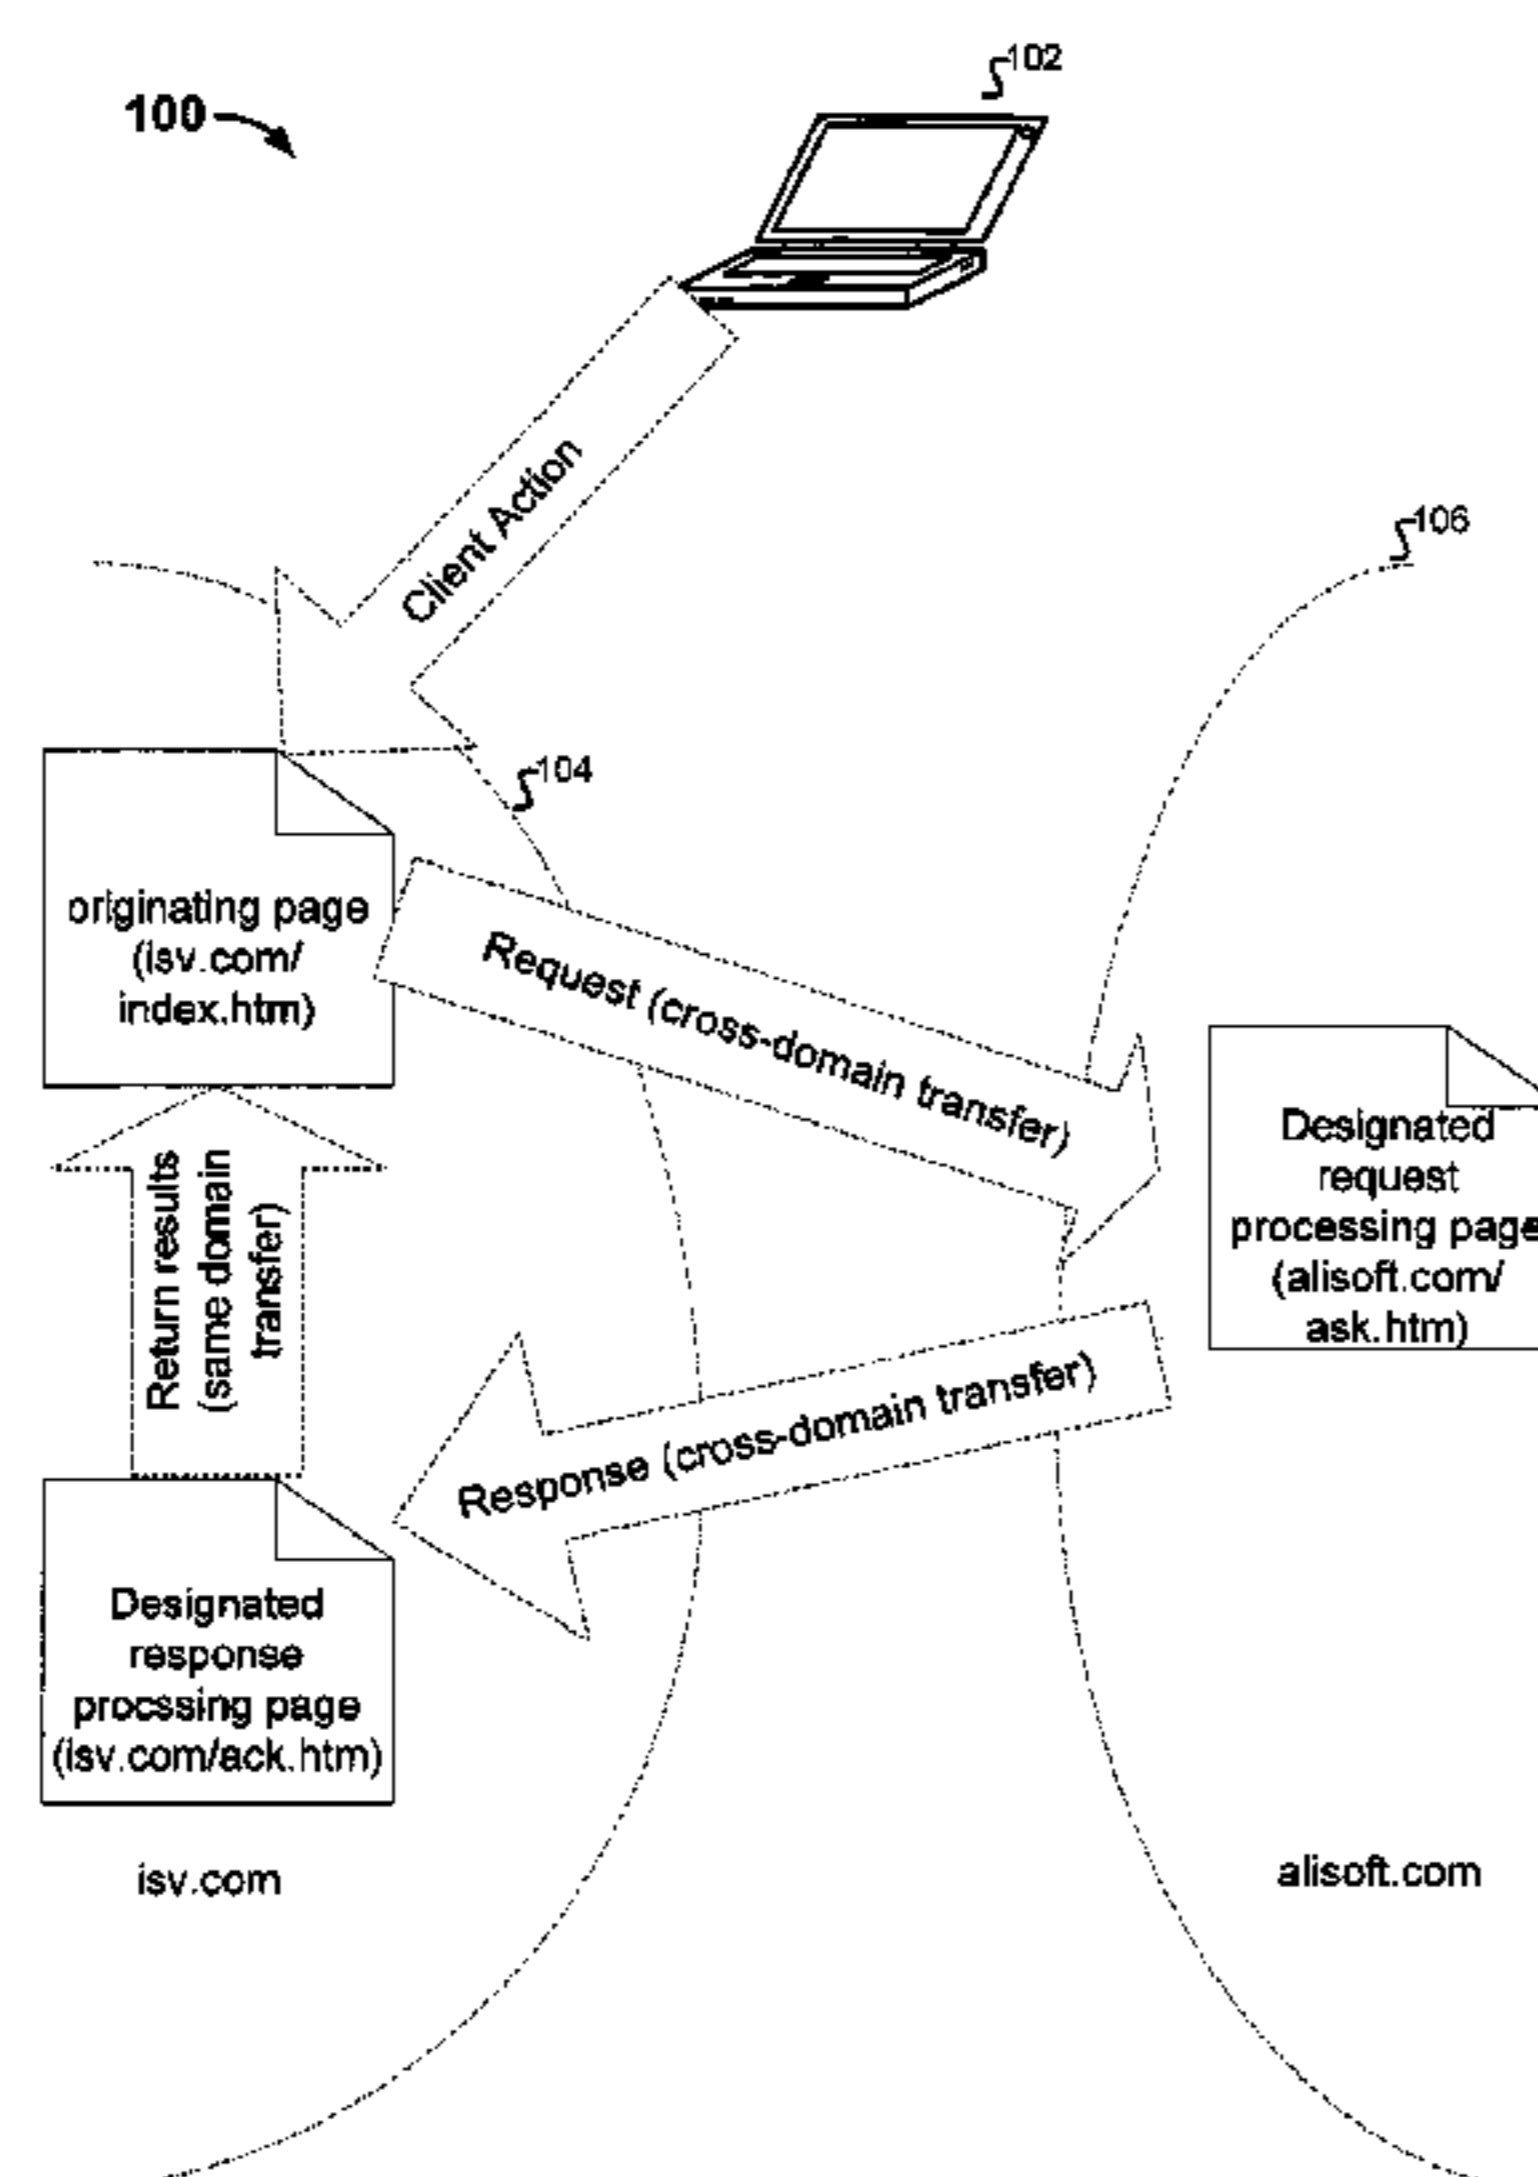 102
100
Client Action
106
104
originating page
(isv.com/
index.htm)
Request (cross-domain transfer)
Designated
request
processing page
(alisoft.com/
ask.htm)
Return results
(same domain
transfer)
Response (cross-domain transfer)
Designated
response
procssing page
(isv.com/ack.htm)
isv.com
alisoft.com